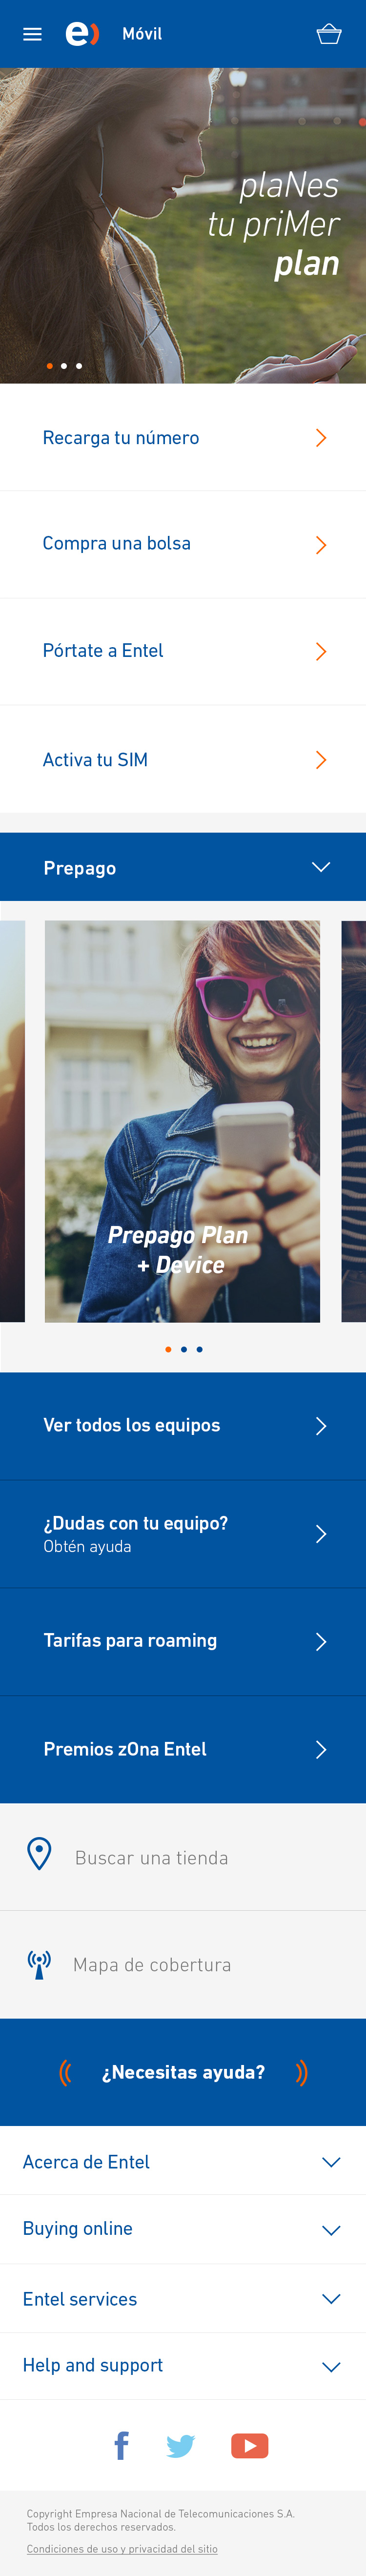 e) Móvil
plaNes
tu priMer
plan
Recarga tu número
Compra una bolsa
Pórtate a Entel
Activa tu SIM
Prepago
Prepago Plan
+ Device
Ver todos los equipos
¿Dudas con tu equipo?
Obtén ayuda
Tarifas para roaming
Premios zOna Entel
Buscar una tienda
Mapa de cobertura
¿Necesitas ayuda?
Acerca de Entel
Buying online
Entel services
Help and support
Copyright Empresa Nacional de Telecomunicaciones S.A.
Todos los derechos reservados.
Condiciones de uso y privacidad del sitio